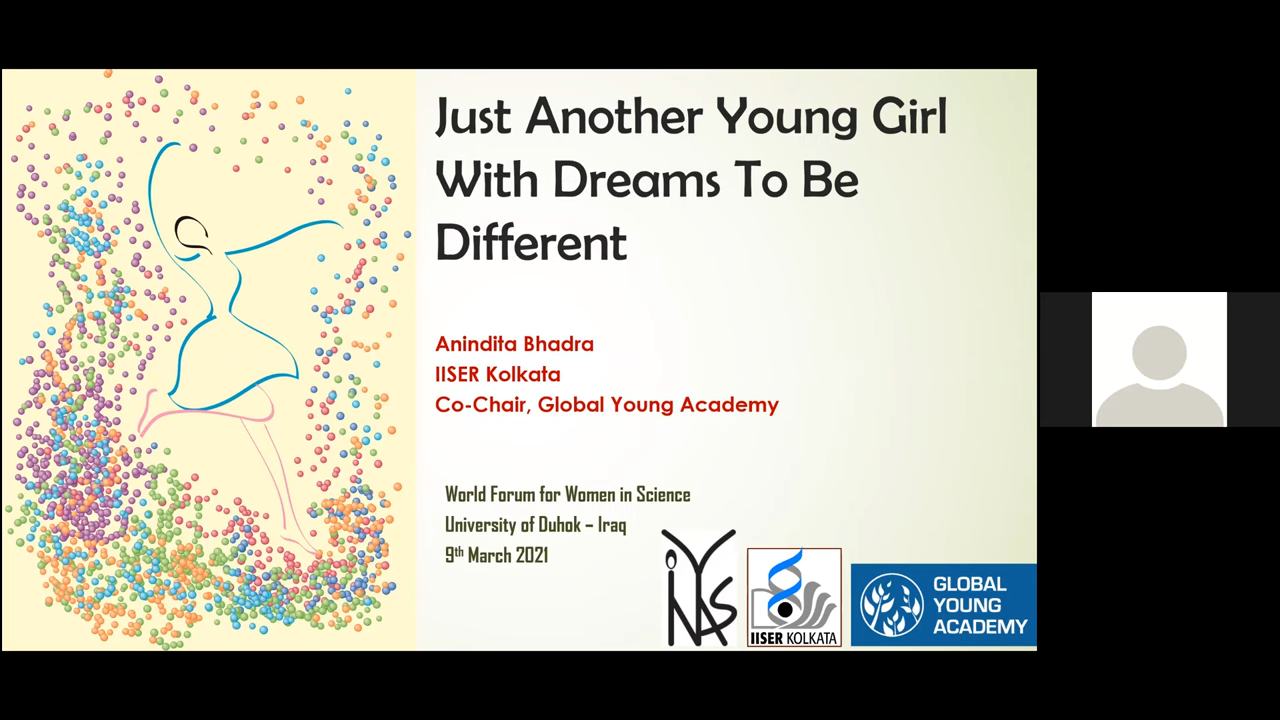 Just Another Young Girl
With Dreams To Be
Different
Anindita Bhadra
IISER Kolkata
Co-Chair, Global Young Academy
World Forum for Women in Science
University of Duhok – Iraq
9th March 2021
INYAS
IISER KOLKATA
GLOBAL
YOUNG
ACADEMY